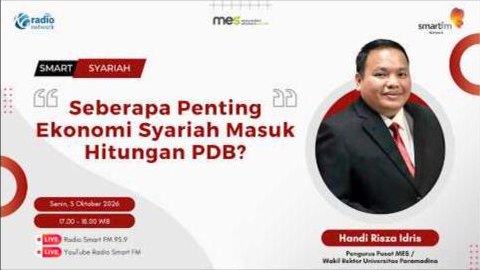 radio
network
mes
smartfm
Network
SMART SYARIAH
Seberapa Penting
Ekonomi Syariah Masuk
Hitungan PDB?
Senin, 5 Oktober 2026
17.00 - 18.00 WIB
LIVE Radio Smart FM 95.9
LIVE YouTube Radio Smart FM
Handi Risza Idris
Pengurus Pusat MES /
Wakil Rektor Universitas Paramadina